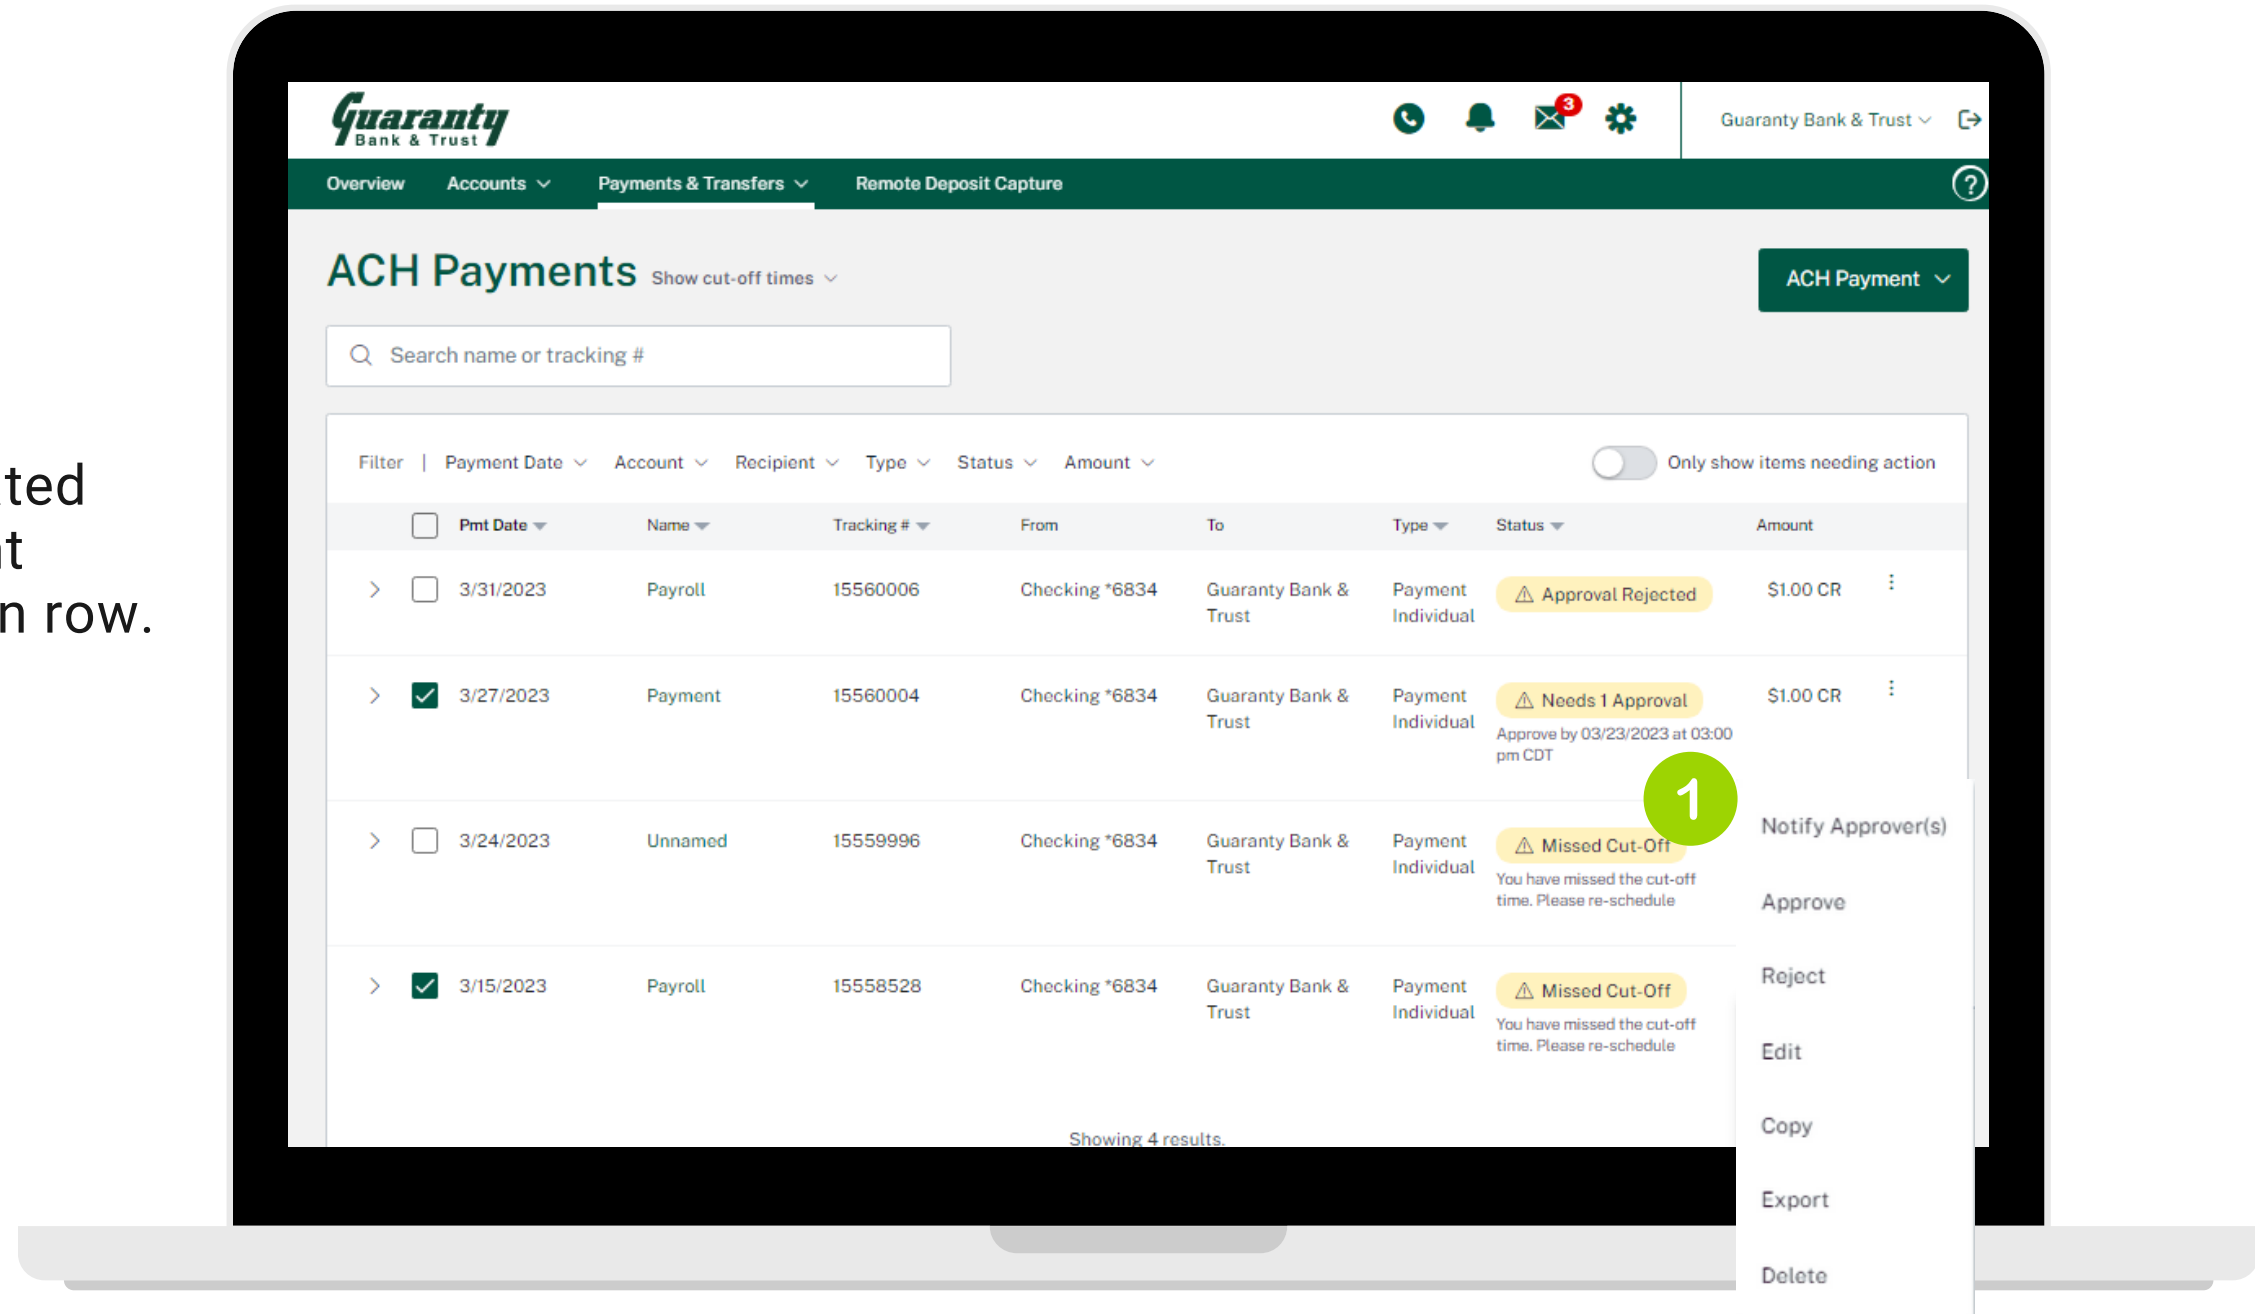 Guaranty
Bank & Trust
3
Guaranty Bank & Trust
Overview Accounts Payments & Transfers Remote Deposit Capture ?
ACH Payments Show cut-off times
ACH Payment
Search name or tracking #
Filter | Payment Date Account Recipient Type Status Amount Only show items needing action
Pmt Date Name Tracking # From To Type Status Amount
3/31/2023 Payroll 15560006 Checking *6834 Guaranty Bank & Payment Approval Rejected $1.00 CR
Trust Individual
3/27/2023 Payment 15560004 Checking *6834 Guaranty Bank & Payment Needs 1 Approval $1.00 CR
Trust Individual
Approve by 03/23/2023 at 03:00
pm CDT
1
3/24/2023 Unnamed 15559996 Checking *6834 Guaranty Bank & Payment Missed Cut-Off
Trust Individual
You have missed the cut-off
time. Please re-schedule
3/15/2023 Payroll 15558528 Checking *6834 Guaranty Bank & Payment Missed Cut-Off
Trust Individual
You have missed the cut-off
time. Please re-schedule
Showing 4 results.
Notify Approver(s)
Approve
Reject
Edit
Copy
Export
Delete
row.